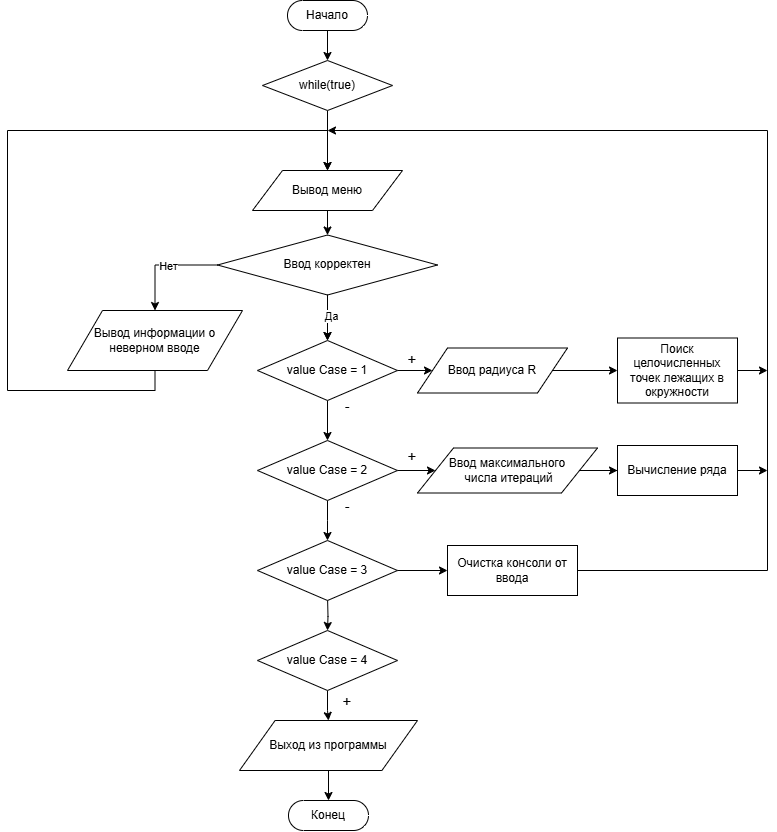 Начало
while(true)
Вывод меню
Ввод корректен
Нет
Вывод информации о
неверном вводе
Да
value Case = 1
+
Ввод радиуса R
Поиск
целочисленных
точек лежащих в
окружности
-
value Case = 2
+
Ввод максимального
числа итераций
Вычисление ряда
-
value Case = 3
Очистка консоли от
ввода
value Case = 4
+
Выход из программы
Конец